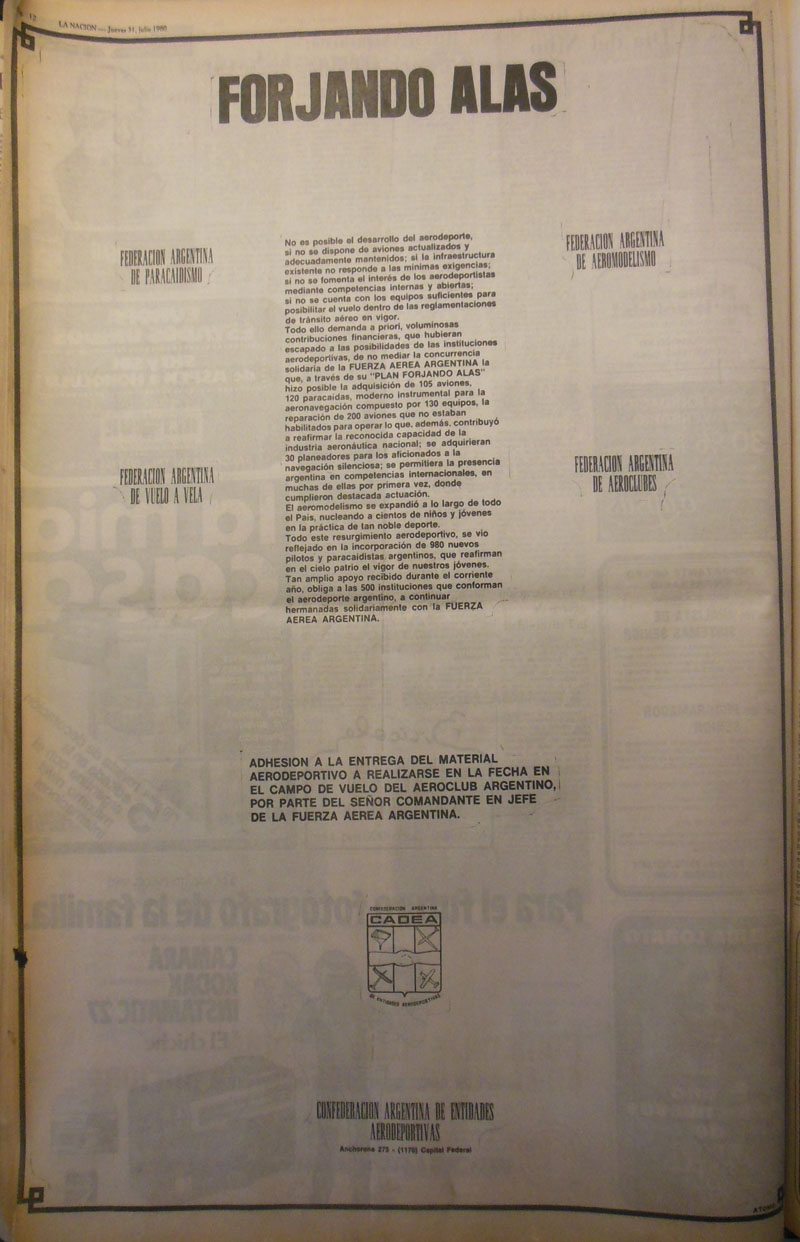 12
LA NACION — Jueves 31, julio 1980
FORJANDO ALAS
FEDERACION ARGENTINA
DE PARACAIDISMO
FEDERACION ARGENTINA
DE AEROMODELISMO
No es posible el desarrollo del aerodeporte,
si no se dispone de aviones actualizados y
adecuadamente mantenidos; si la infraestructura
existente no responde a las mínimas exigencias;
si no se fomenta el interés de los aerodeportistas
mediante competencias internas y abiertas;
si no se cuenta con los equipos suficientes para
posibilitar el vuelo dentro de las reglamentaciones
de tránsito aéreo en vigor.
Todo ello demanda a priori, voluminosas
contribuciones financieras, que hubieran
escapado a las posibilidades de las instituciones
aerodeportivas, de no mediar la concurrencia
solidaria de la FUERZA AEREA ARGENTINA la
que, a través de su "PLAN FORJANDO ALAS"
hizo posible la adquisición de 105 aviones,
120 paracaídas, moderno instrumental para la
aeronavegación compuesto por 130 equipos, la
reparación de 200 aviones que no estaban
habilitados para operar lo que, además, contribuyó
a reafirmar la reconocida capacidad de la
industria aeronáutica nacional; se adquirieran
30 planeadores para los aficionados a la
navegación silenciosa; se permitiera la presencia
argentina en competencias internacionales, en
muchas de ellas por primera vez, donde
cumplieron destacada actuación.
El aeromodelismo se expandió a lo largo de todo
el País, nucleando a cientos de niños y jóvenes
en la práctica de tan noble deporte.
Todo este resurgimiento aerodeportivo, se vio
reflejado en la incorporación de 980 nuevos
pilotos y paracaidistas argentinos, que reafirman
en el cielo patrio el vigor de nuestros jóvenes.
Tan amplio apoyo recibido durante el corriente
año, obliga a las 500 instituciones que conforman
el aerodeporte argentino, a continuar
hermanadas solidariamente con la FUERZA
AEREA ARGENTINA.
FEDERACION ARGENTINA
DE VUELO A VELA
FEDERACION ARGENTINA
DE AEROCLUBES
ADHESION A LA ENTREGA DEL MATERIAL
AERODEPORTIVO A REALIZARSE EN LA FECHA EN
EL CAMPO DE VUELO DEL AEROCLUB ARGENTINO,
POR PARTE DEL SEÑOR COMANDANTE EN JEFE
DE LA FUERZA AEREA ARGENTINA.
CONFEDERACION ARGENTINA
CADEA
DE ENTIDADES AERODEPORTIVAS
CONFEDERACION ARGENTINA DE ENTIDADES
AERODEPORTIVAS
Anchorena 275 - (1170) Capital Federal